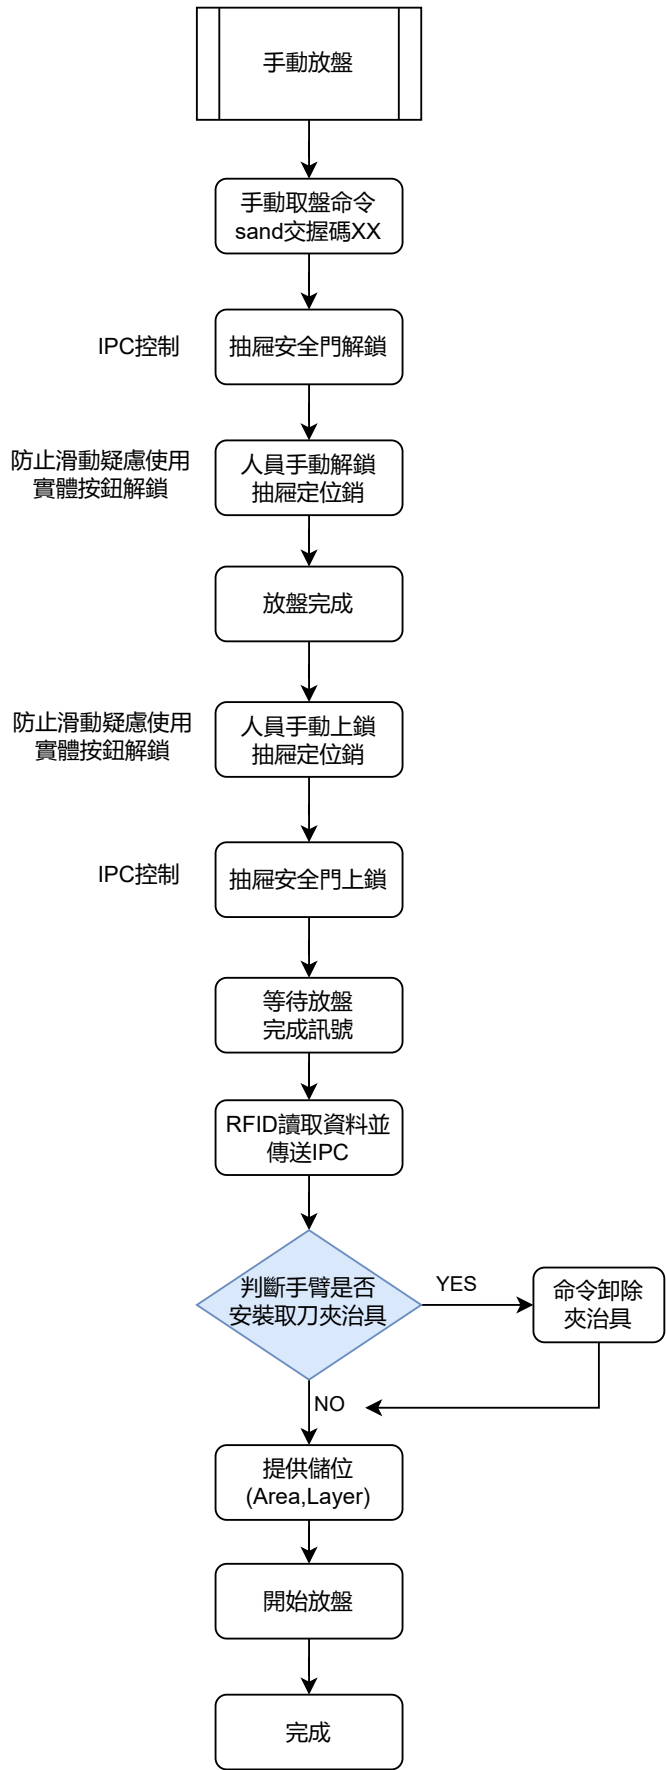 手動放盤
手動取盤命令
sand交握碼XX
IPC控制
抽屜安全門解鎖
防止滑動疑慮使用
實體按鈕解鎖
人員手動解鎖
抽屜定位銷
放盤完成
防止滑動疑慮使用
實體按鈕解鎖
人員手動上鎖
抽屜定位銷
IPC控制
抽屜安全門上鎖
等待放盤
完成訊號
RFID讀取資料並
傳送IPC
判斷手臂是否
安裝取刀夾治具
YES
命令卸除
夾治具
NO
提供儲位
(Area,Layer)
開始放盤
完成